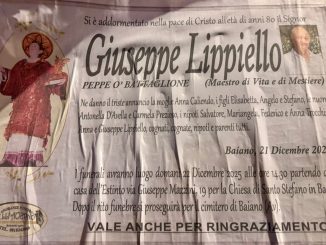 Si è addormentato nella pace di Cristo all'età di anni 80 il Signor
Giuseppe Lippiello
PEPPE O' BATTAGLIONE (Maestro di Vita e di Mestiere)
Ne danno il triste annuncio la moglie Anna Caliendo, i figli Elisabetta, Angelo e Stefano, le nuore
Antonella D'Avella e Carmela Prezioso, i nipoti Salvatore, Mariangela, Federica e Anna
Anna e Giuseppe Lippiello, cognati, cognate, nipoti e parenti tutti.
Baiano, 21 Dicembre 202
I funerali avranno luogo domani 22 Dicembre 2025 alle ore 14.30 partendo
casa dell'Estinto via Giuseppe Mazzini, 19 per la Chiesa di Santo Stefano in Baiano
Dopo il rito funebre si proseguirà per il cimitero di Baiano
VALE ANCHE PER RINGRAZIAMENTO